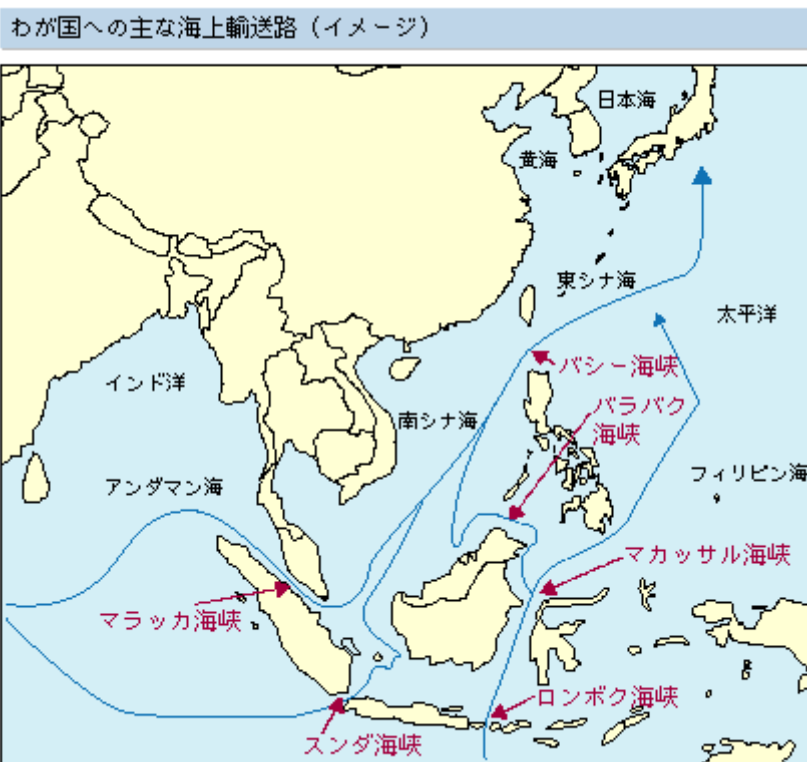 わが国への主な海上輸送路（イメージ）
日本海
黄海
東シナ海
太平洋
バシー海峡
インド洋
バラバク
海峡
南シナ海
フィリピン海
アンダマン海
マカッサル海峡
マラッカ海峡
ロンボク海峡
スンダ海峡